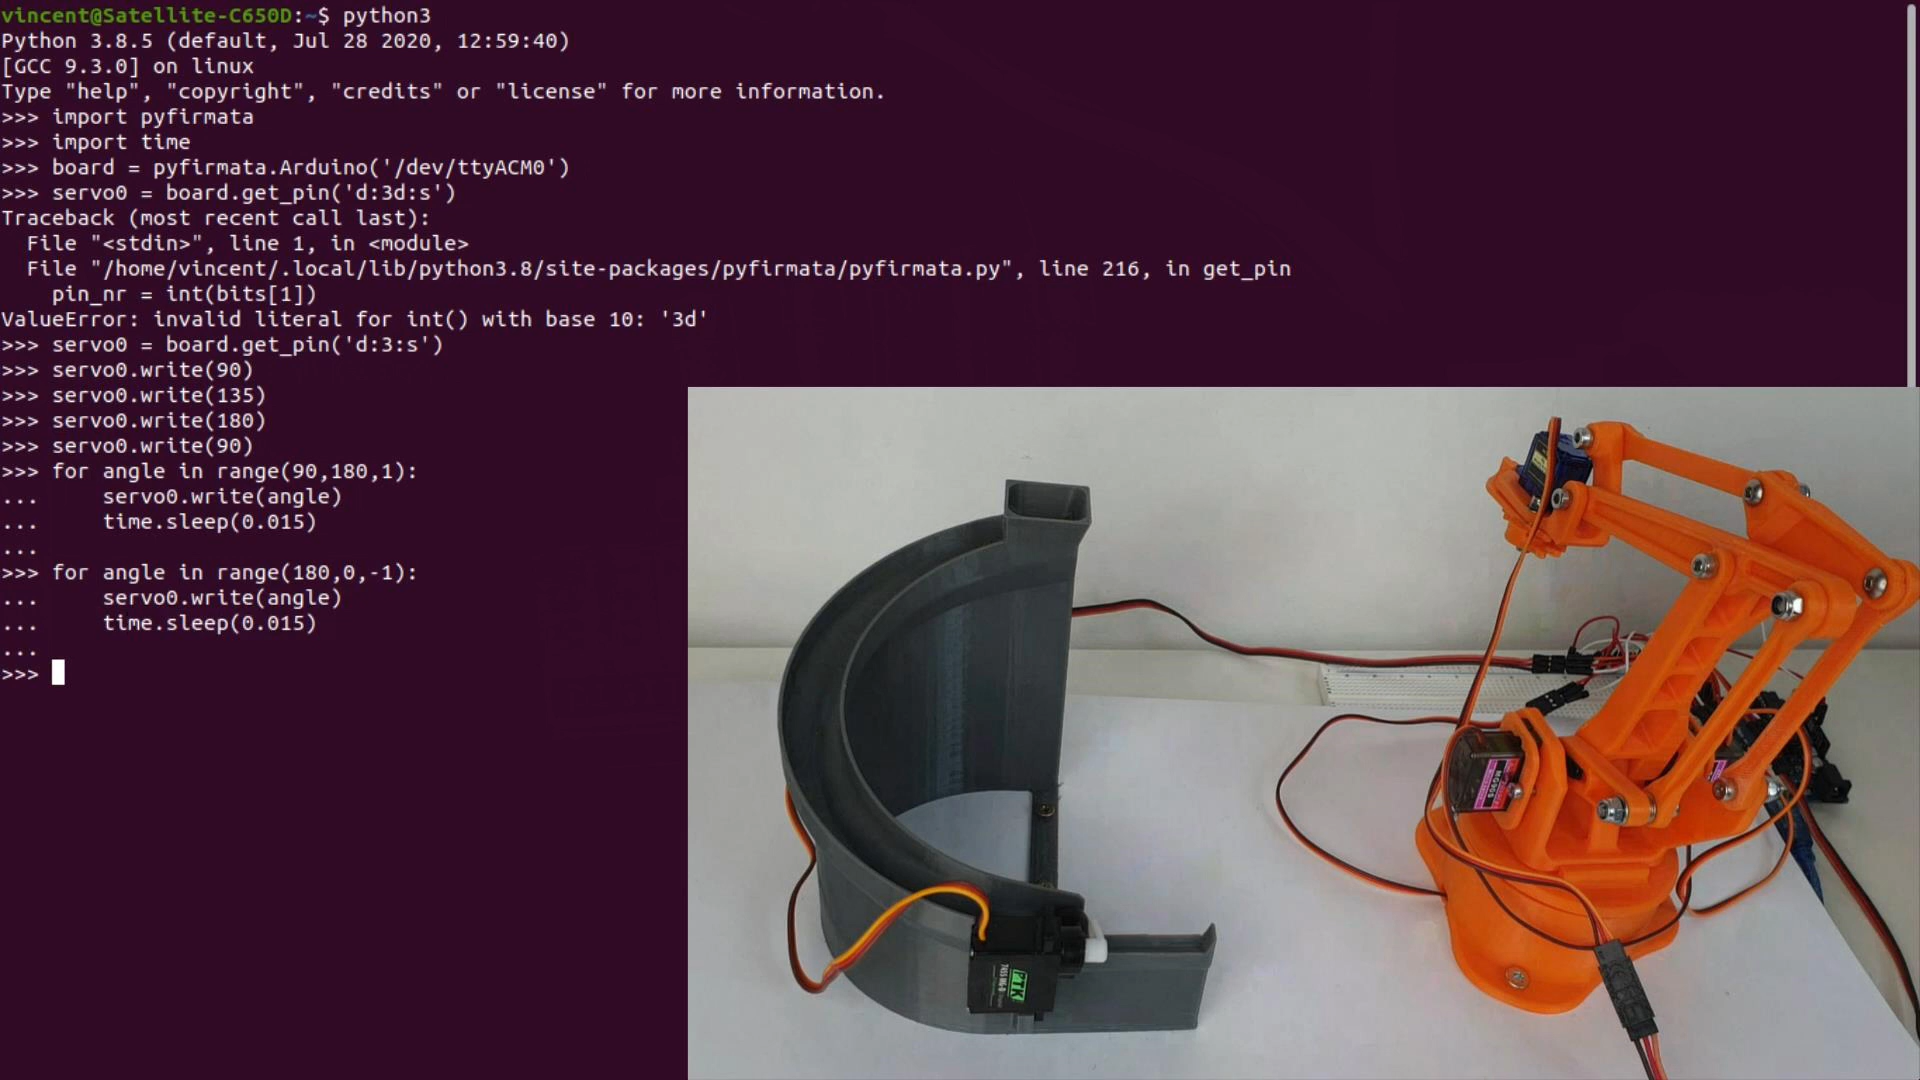 vincent@Satellite-C650D:~$ python3
Python 3.8.5 (default, Jul 28 2020, 12:59:40)
[GCC 9.3.0] on linux
Type "help", "copyright", "credits" or "license" for more information.
>>> import pyfirmata
>>> import time
>>> board = pyfirmata.Arduino('/dev/ttyACM0')
>>> servo0 = board.get_pin('d:3d:s')
Traceback (most recent call last):
  File "<stdin>", line 1, in <module>
  File "/home/vincent/.local/lib/python3.8/site-packages/pyfirmata/pyfirmata.py", line 216, in get_pin
    pin_nr = int(bits[1])
ValueError: invalid literal for int() with base 10: '3d'
>>> servo0 = board.get_pin('d:3:s')
>>> servo0.write(90)
>>> servo0.write(135)
>>> servo0.write(180)
>>> servo0.write(90)
>>> for angle in range(90,180,1):
...     servo0.write(angle)
...     time.sleep(0.015)
...
>>> for angle in range(180,0,-1):
...     servo0.write(angle)
...     time.sleep(0.015)
...
>>>
PTK
MG90S